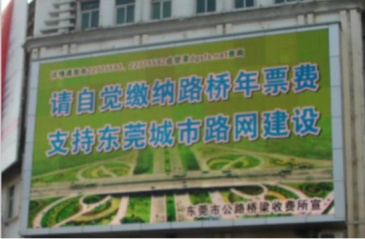 请自觉缴纳路桥年票费
支持东莞城市路网建设
东莞市公路桥梁收费所宣